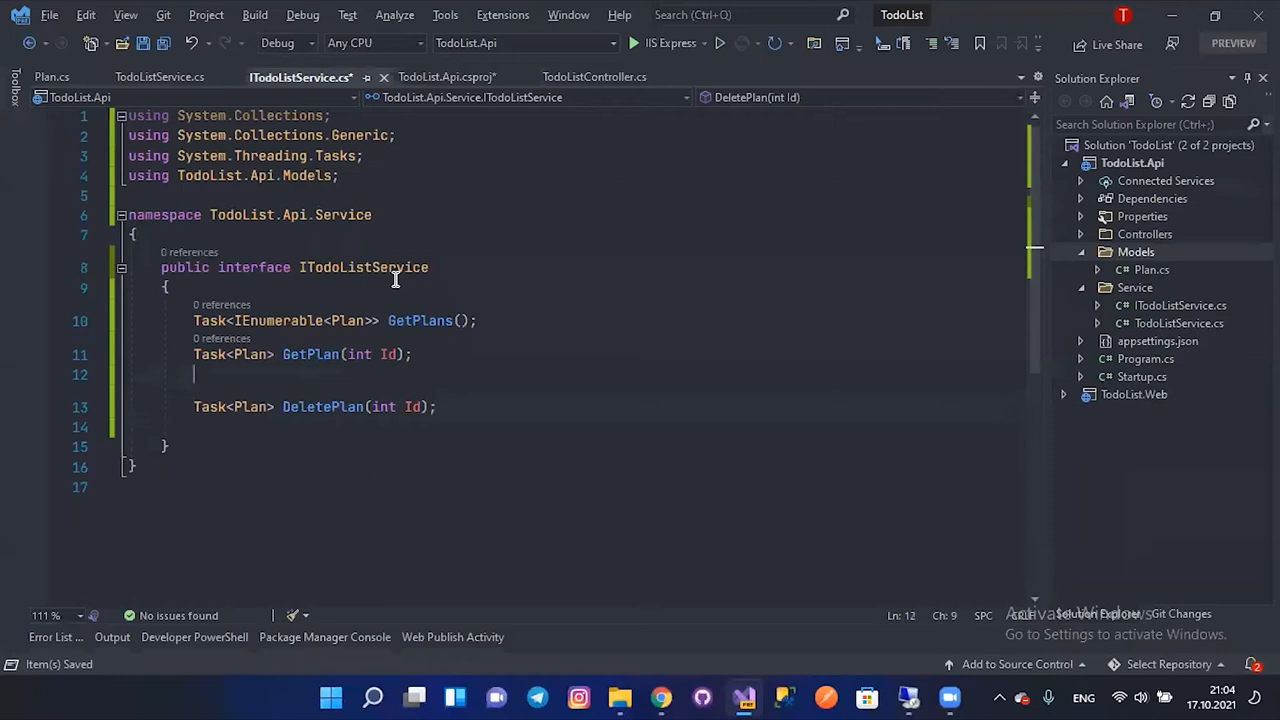 File Edit View Git Project Build Debug Test Analyze Tools Extensions Window Help Search (Ctrl+Q) TodoList T
Debug Any CPU TodoList.Api IIS Express Live Share PREVIEW
Toolbox
Plan.cs TodoListService.cs ITodoListService.cs* TodoList.Api.csproj* TodoListController.cs
TodoList.Api TodoList.Api.Service.ITodoListService DeletePlan(int Id)
1 using System.Collections;
2 using System.Collections.Generic;
3 using System.Threading.Tasks;
4 using TodoList.Api.Models;
5
6 namespace TodoList.Api.Service
7 {
0 references
8 public interface ITodoListService
9 {
0 references
10 Task<IEnumerable<Plan>> GetPlans();
0 references
11 Task<Plan> GetPlan(int Id);
12
13 Task<Plan> DeletePlan(int Id);
14
15 }
16 }
17
Solution Explorer
Search Solution Explorer (Ctrl+;)
Solution 'TodoList' (2 of 2 projects)
TodoList.Api
Connected Services
Dependencies
Properties
Controllers
Models
Plan.cs
Service
ITodoListService.cs
TodoListService.cs
appsettings.json
Program.cs
Startup.cs
TodoList.Web
111 % No issues found Ln: 12 Ch: 9 SPC CRLF
Solution Explorer Git Changes
Activate Windows
Go to Settings to activate Windows.
Error List ... Output Developer PowerShell Package Manager Console Web Publish Activity
Item(s) Saved Add to Source Control Select Repository 2
ENG 21:04
17.10.2021